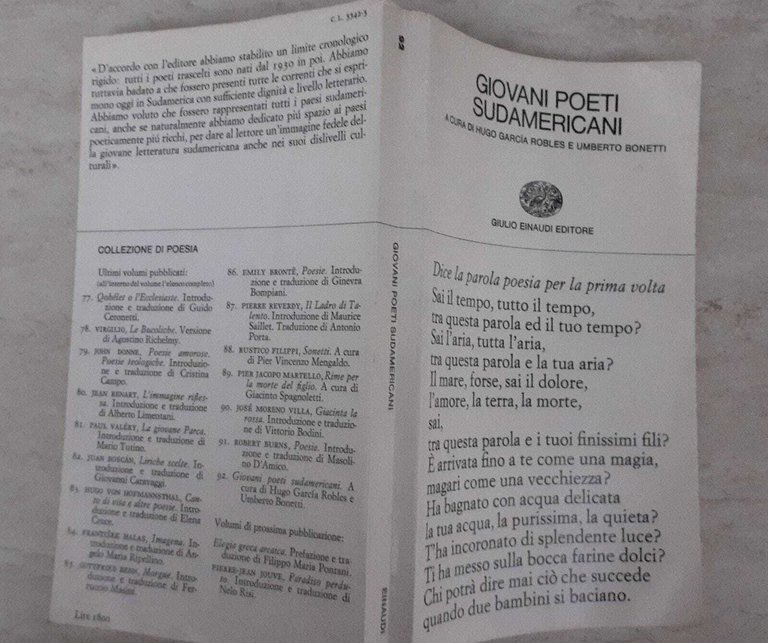 C.L. 3342-3
«D'accordo con l'editore abbiamo stabilito un limite cronologico
rigido: tutti i poeti trascelti sono nati dal 1930 in poi. Abbiamo
tuttavia badato a che fossero presenti tutte le correnti che si espri-
mono oggi in Sudamerica con sufficiente dignità e livello letterario.
Abbiamo voluto che fossero rappresentati tutti i paesi sudameri-
cani, anche se naturalmente abbiamo dedicato piú spazio ai paesi
poeticamente piú ricchi, per dare al lettore un'immagine fedele del-
la giovane letteratura sudamericana anche nei suoi dislivelli cul-
turali».
COLLEZIONE DI POESIA
Ultimi volumi pubblicati:
(all'interno del volume l'elenco completo)
77. Qohélet o l'Ecclesiaste. Introdu-
zione e traduzione di Guido
Ceronetti.
78. VIRGILIO, Le Bucoliche. Versione
di Agostino Richelmy.
79. JOHN DONNE, Poesie amorose.
Poesie teologiche. Introduzio-
ne e traduzione di Cristina
Campo.
80. JEAN RENART, L'immagine rifles-
sa. Introduzione e traduzione
di Alberto Limentani.
81. PAUL VALÉRY, La giovane Parca.
Introduzione e traduzione di
Mario Tutino.
82. JUAN BOSCÁN, Liriche scelte. In-
troduzione e traduzione di
Giovanni Caravaggi.
83. HUGO VON HOFMANNSTHAL, Can-
to di vita e altre poesie. Intro-
duzione e traduzione di Elena
Croce.
84. FRANTIŠEK HALAS, Imagena. In-
troduzione e traduzione di An-
gelo Maria Ripellino.
85. GOTTFRIED BENN, Morgue. Intro-
duzione e traduzione di Fer-
ruccio Masini.
Lire 1800
86. EMILY BRONTË, Poesie. Introdu-
zione e traduzione di Ginevra
Bompiani.
87. PIERRE REVERDY, Il Ladro di Ta-
lento. Introduzione di Maurice
Saillet. Traduzione di Antonio
Porta.
88. RUSTICO FILIPPI, Sonetti. A cura
di Pier Vincenzo Mengaldo.
89. PIER JACOPO MARTELLO, Rime per
la morte del figlio. A cura di
Giacinto Spagnoletti.
90. JOSÉ MORENO VILLA, Giacinta la
rossa. Introduzione e traduzio-
ne di Vittorio Bodini.
91. ROBERT BURNS, Poesie. Introdu-
zione e traduzione di Masoli-
no D'Amico.
92. Giovani poeti sudamericani. A
cura di Hugo García Robles e
Umberto Bonetti.
Volumi di prossima pubblicazione:
Elegia greca arcaica. Prefazione e tra
duzione di Filippo Maria Pontani.
PIERRE-JEAN JOUVE, Paradiso perdu-
to. Introduzione e traduzione di
Nelo Risi.
92
GIOVANI POETI SUDAMERICANI
EINAUDI
GIOVANI POETI
SUDAMERICANI
A CURA DI HUGO GARCÍA ROBLES E UMBERTO BONETTI
GIULIO EINAUDI EDITORE
Dice la parola poesia per la prima volta
Sai il tempo, tutto il tempo,
tra questa parola ed il tuo tempo?
Sai l'aria, tutta l'aria,
tra questa parola e la tua aria?
Il mare, forse, sai il dolore,
l'amore, la terra, la morte,
sai,
tra questa parola e i tuoi finissimi fili?
È arrivata fino a te come una magia,
magari come una vecchiezza?
Ha bagnato con acqua delicata
la tua acqua, la purissima, la quieta?
T'ha incoronato di splendente luce?
Ti ha messo sulla bocca farine dolci?
Chi potrà dire mai ciò che succede
quando due bambini si baciano.